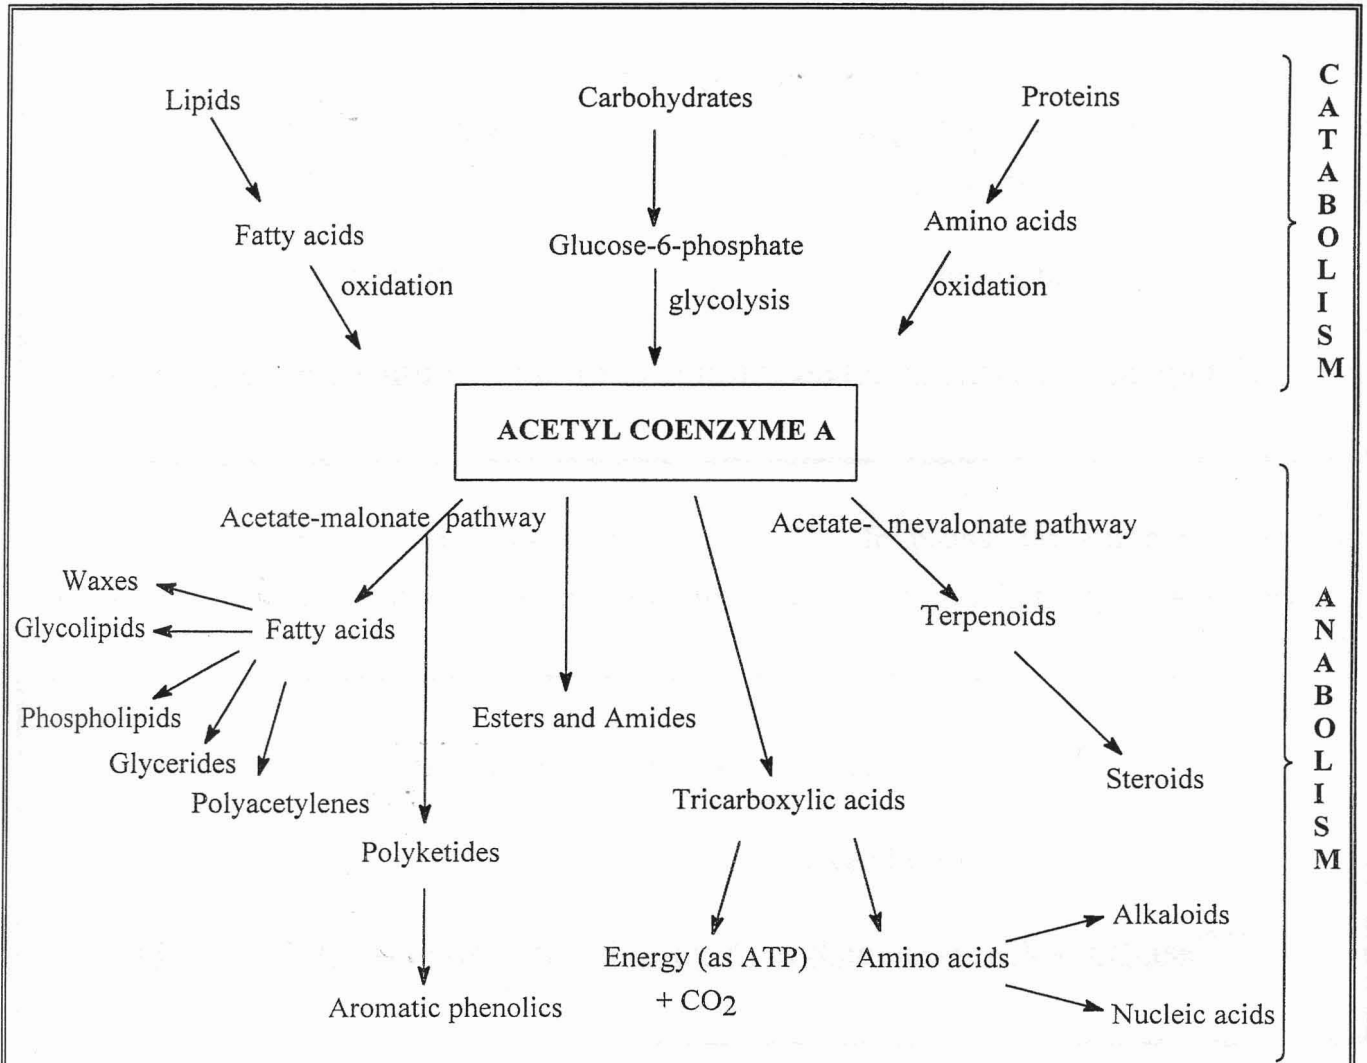 Lipids
Carbohydrates
Proteins
Fatty acids
Glucose-6-phosphate
Amino acids
oxidation
glycolysis
oxidation
CATABOLISM
ACETYL COENZYME A
Acetate-malonate pathway
Acetate- mevalonate pathway
Waxes
Glycolipids
Fatty acids
Terpenoids
Phospholipids
Esters and Amides
Glycerides
Polyacetylenes
Tricarboxylic acids
Steroids
Polyketides
ANABOLISM
Alkaloids
Energy (as ATP)
+ CO2
Amino acids
Aromatic phenolics
Nucleic acids